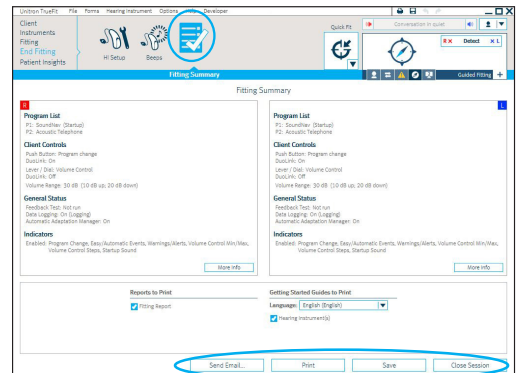 Unitron TrueFit File Forms Hearing Instrument Options Help Developer
Client
Instruments
Fitting
End Fitting
Patient Insights
HI Setup
Beeps
Quick Fit
Conversation in quiet
R X Detect X L
Fitting Summary
Guided Fitting +
Fitting Summary
R
Program List
P1: SoundNav (Startup)
P2: Acoustic Telephone
Client Controls
Push Button: Program change
DuoLink: On
Lever / Dial: Volume Control
DuoLink: Off
Volume Range: 30 dB (10 dB up, 20 dB down)
General Status
Feedback Test: Not run
Data Logging: On (Logging)
Automatic Adaptation Manager: On
Indicators
Enabled: Program Change, Easy/Automatic Events, Warnings/Alerts, Volume Control Min/Max,
Volume Control Steps, Startup Sound
More Info
L
Program List
P1: SoundNav (Startup)
P2: Acoustic Telephone
Client Controls
Push Button: Program change
DuoLink: On
Lever / Dial: Volume Control
DuoLink: Off
Volume Range: 30 dB (10 dB up, 20 dB down)
General Status
Feedback Test: Not run
Data Logging: On (Logging)
Automatic Adaptation Manager: On
Indicators
Enabled: Program Change, Easy/Automatic Events, Warnings/Alerts, Volume Control Min/Max,
Volume Control Steps, Startup Sound
More Info
Reports to Print
Fitting Report
Getting Started Guides to Print
Language: English (English)
Hearing Instrument(s)
Send Email... Print Save Close Session